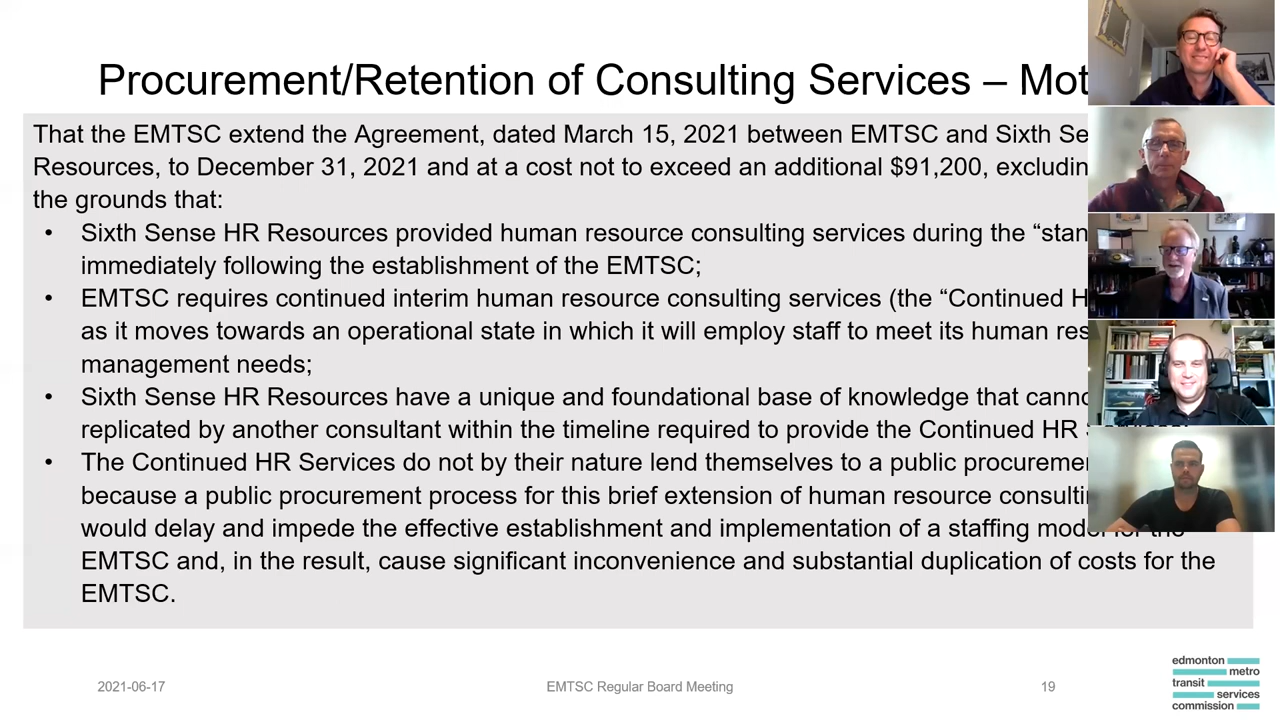 Procurement/Retention of Consulting Services – Mot
That the EMTSC extend the Agreement, dated March 15, 2021 between EMTSC and Sixth Se
Resources, to December 31, 2021 and at a cost not to exceed an additional $91,200, excludin
the grounds that:
• Sixth Sense HR Resources provided human resource consulting services during the “stan
immediately following the establishment of the EMTSC;
• EMTSC requires continued interim human resource consulting services (the “Continued H
as it moves towards an operational state in which it will employ staff to meet its human res
management needs;
• Sixth Sense HR Resources have a unique and foundational base of knowledge that canno
replicated by another consultant within the timeline required to provide the Continued HR
• The Continued HR Services do not by their nature lend themselves to a public procuremen
because a public procurement process for this brief extension of human resource consultin
would delay and impede the effective establishment and implementation of a staffing model for the
EMTSC and, in the result, cause significant inconvenience and substantial duplication of costs for the
EMTSC.
2021-06-17
EMTSC Regular Board Meeting
19
edmonton
metro
transit
services
commission